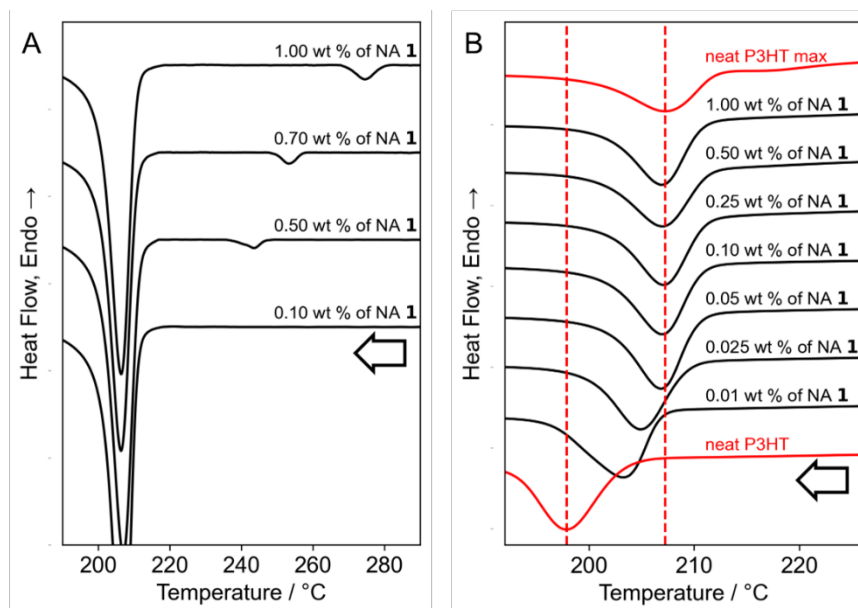 A
1.00 wt % of NA 1
0.70 wt % of NA 1
0.50 wt % of NA 1
0.10 wt % of NA 1
Heat Flow, Endo →
200 220 240 260 280
Temperature / °C
B
neat P3HT max
1.00 wt % of NA 1
0.50 wt % of NA 1
0.25 wt % of NA 1
0.10 wt % of NA 1
0.05 wt % of NA 1
0.025 wt % of NA 1
0.01 wt % of NA 1
neat P3HT
Heat Flow, Endo →
200 210 220
Temperature / °C